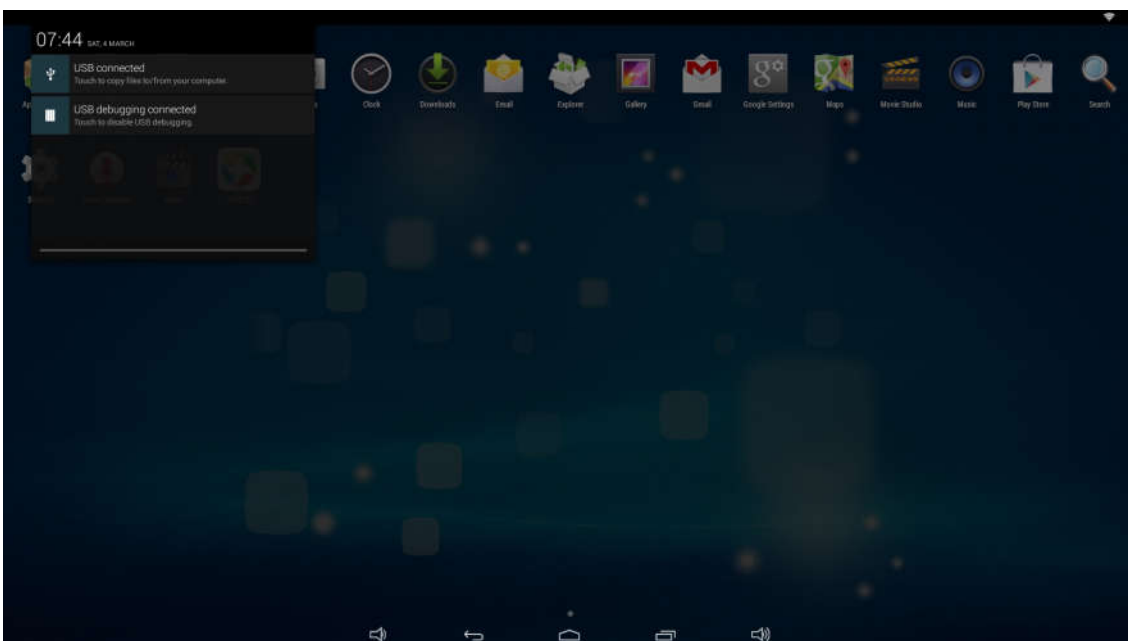 07:44 SAT, 4 MARCH
USB connected
Touch to copy files to/from your computer.
USB debugging connected
Touch to disable USB debugging.
Clock
Downloads
Email
Explorer
Gallery
Gmail
Google Settings
Maps
Movie Studio
Music
Play Store
Search